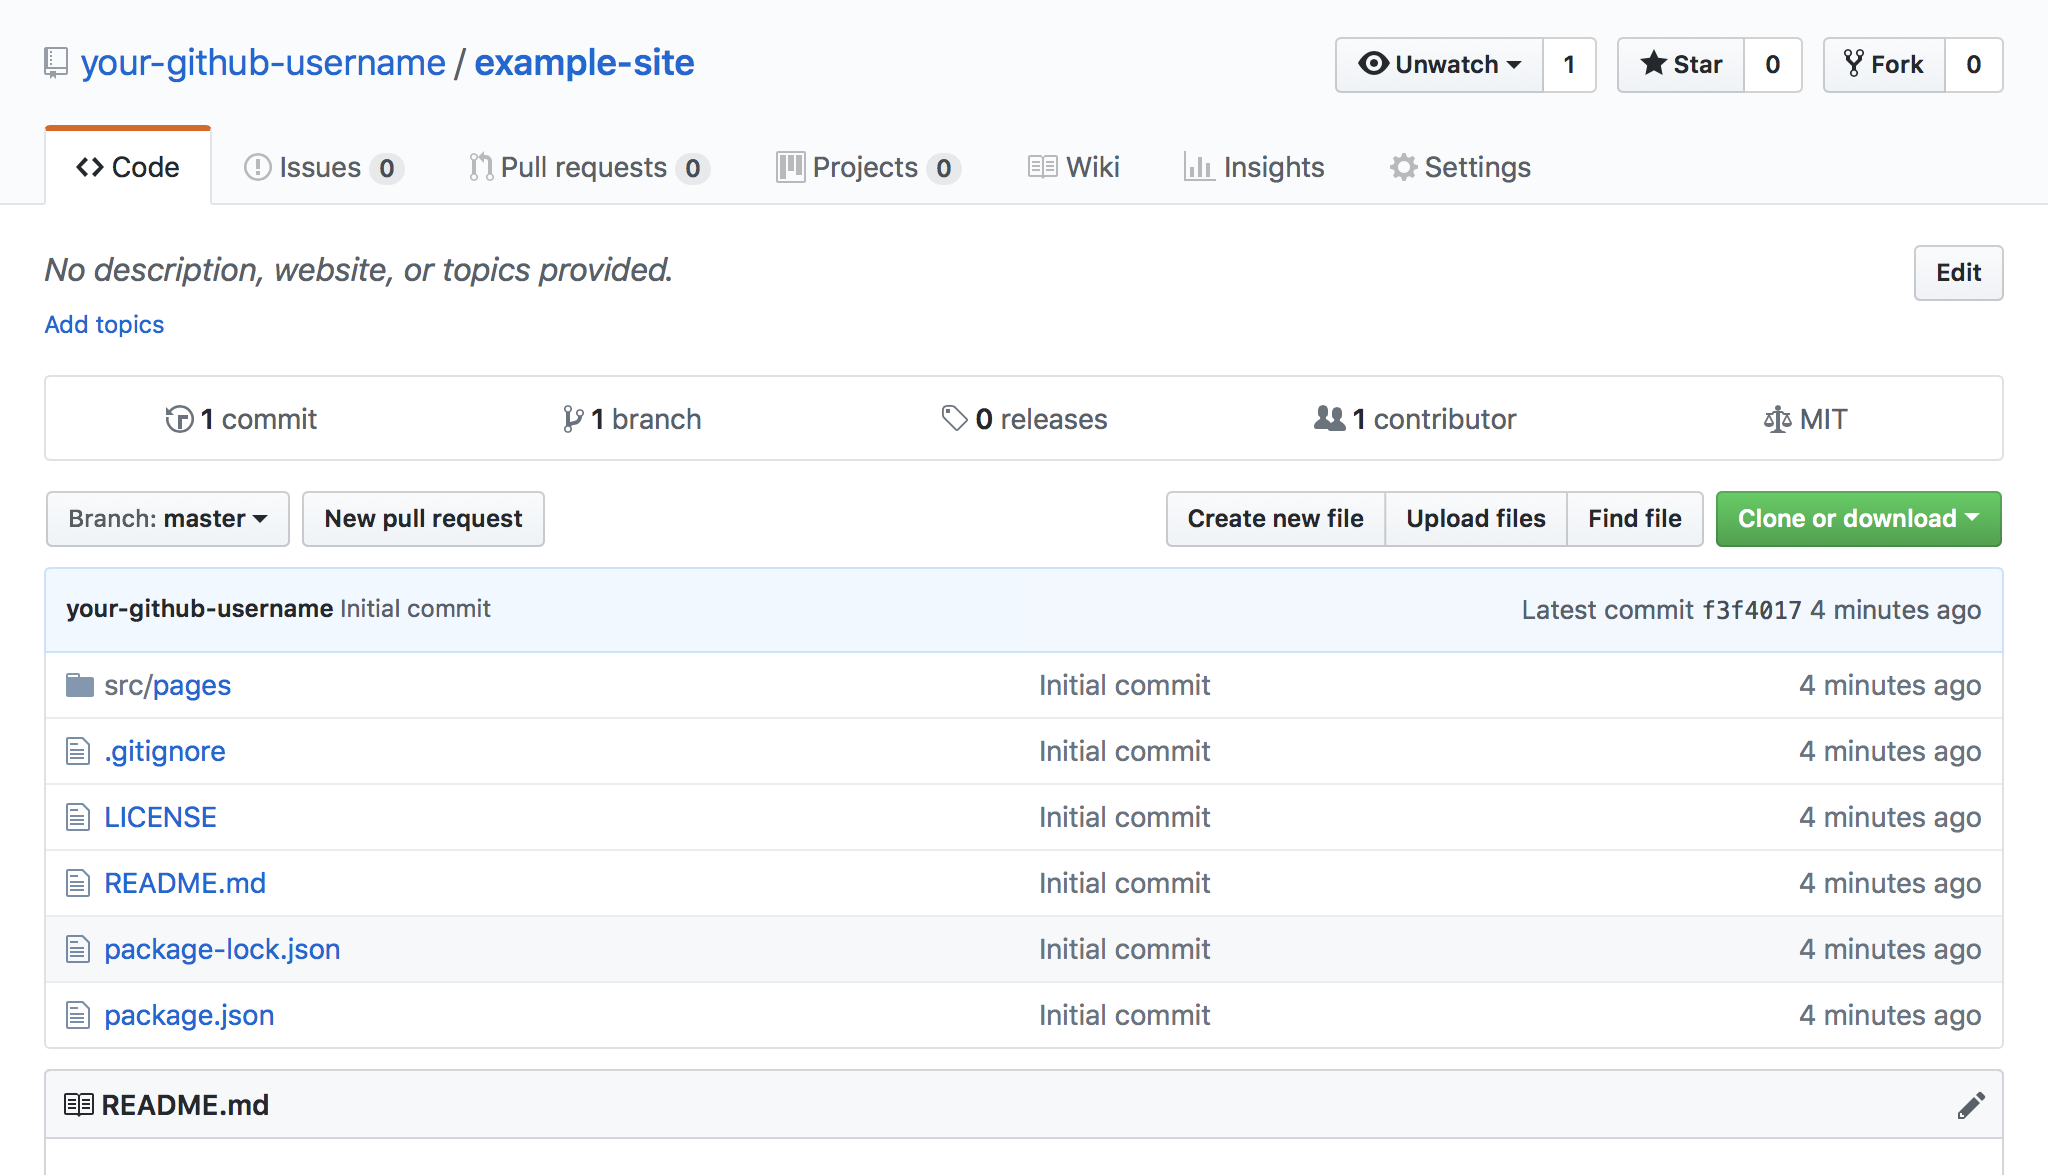 your-github-username / example-site
Unwatch 1 Star 0 Fork 0
Code Issues 0 Pull requests 0 Projects 0 Wiki Insights Settings
No description, website, or topics provided.
Edit
Add topics
1 commit 1 branch 0 releases 1 contributor MIT
Branch: master New pull request Create new file Upload files Find file Clone or download
your-github-username Initial commit Latest commit f3f4017 4 minutes ago
src/pages Initial commit 4 minutes ago
.gitignore Initial commit 4 minutes ago
LICENSE Initial commit 4 minutes ago
README.md Initial commit 4 minutes ago
package-lock.json Initial commit 4 minutes ago
package.json Initial commit 4 minutes ago
README.md